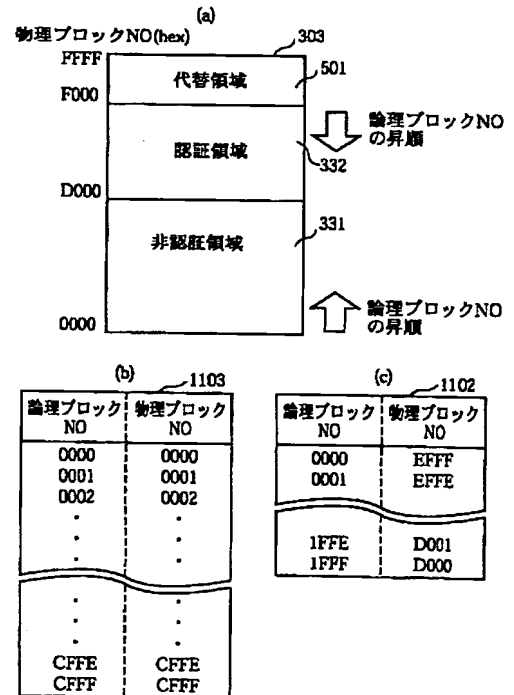 (a)
物理ブロックNO(hex)
303
FFFF
代替領域
501
F000
論理ブロックNO
の昇順
認証領域
332
D000
331
非認証領域
論理ブロックNO
の昇順
0000
(b)
1103
論理ブロック 物理ブロック
NO NO
0000 0000
0001 0001
0002 0002
CFFE CFFE
CFFF CFFF
(c)
1102
論理ブロック 物理ブロック
NO NO
0000 EFFF
0001 EFFE
1FFE D001
1FFF D000